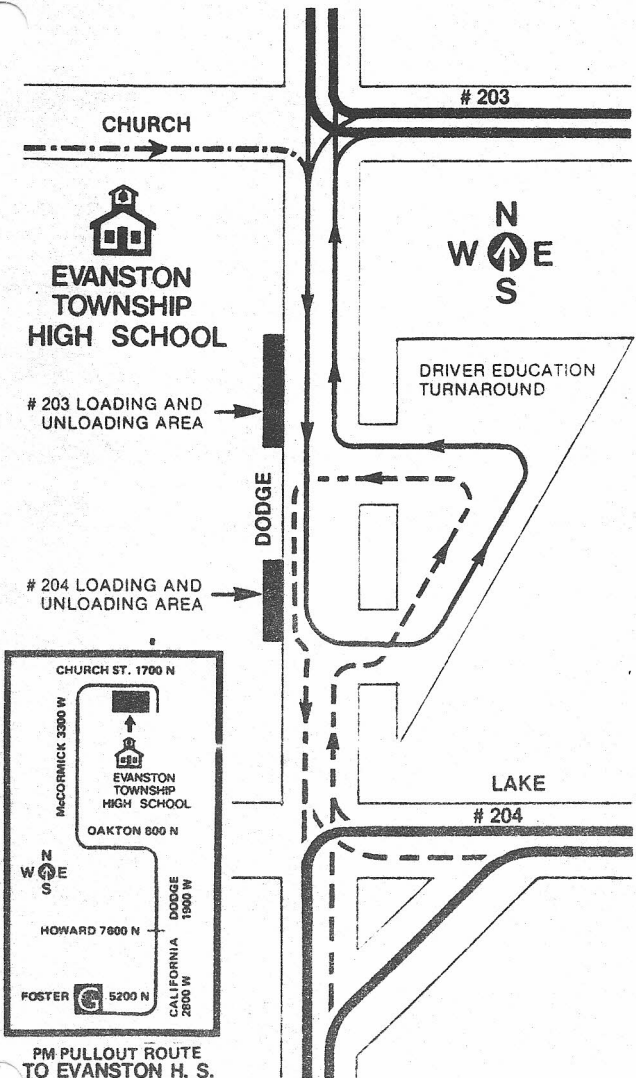 # 203
CHURCH
N
W E
S
EVANSTON
TOWNSHIP
HIGH SCHOOL
DRIVER EDUCATION
TURNAROUND
# 203 LOADING AND
UNLOADING AREA
DODGE
# 204 LOADING AND
UNLOADING AREA
LAKE
# 204
CHURCH ST. 1700 N
McCORMICK 3300 W
EVANSTON
TOWNSHIP
HIGH SCHOOL
OAKTON 800 N
N
W E
S
DODGE
1900 W
HOWARD 7600 N
CALIFORNIA
2800 W
FOSTER G 5200 N
PM PULLOUT ROUTE
TO EVANSTON H. S.